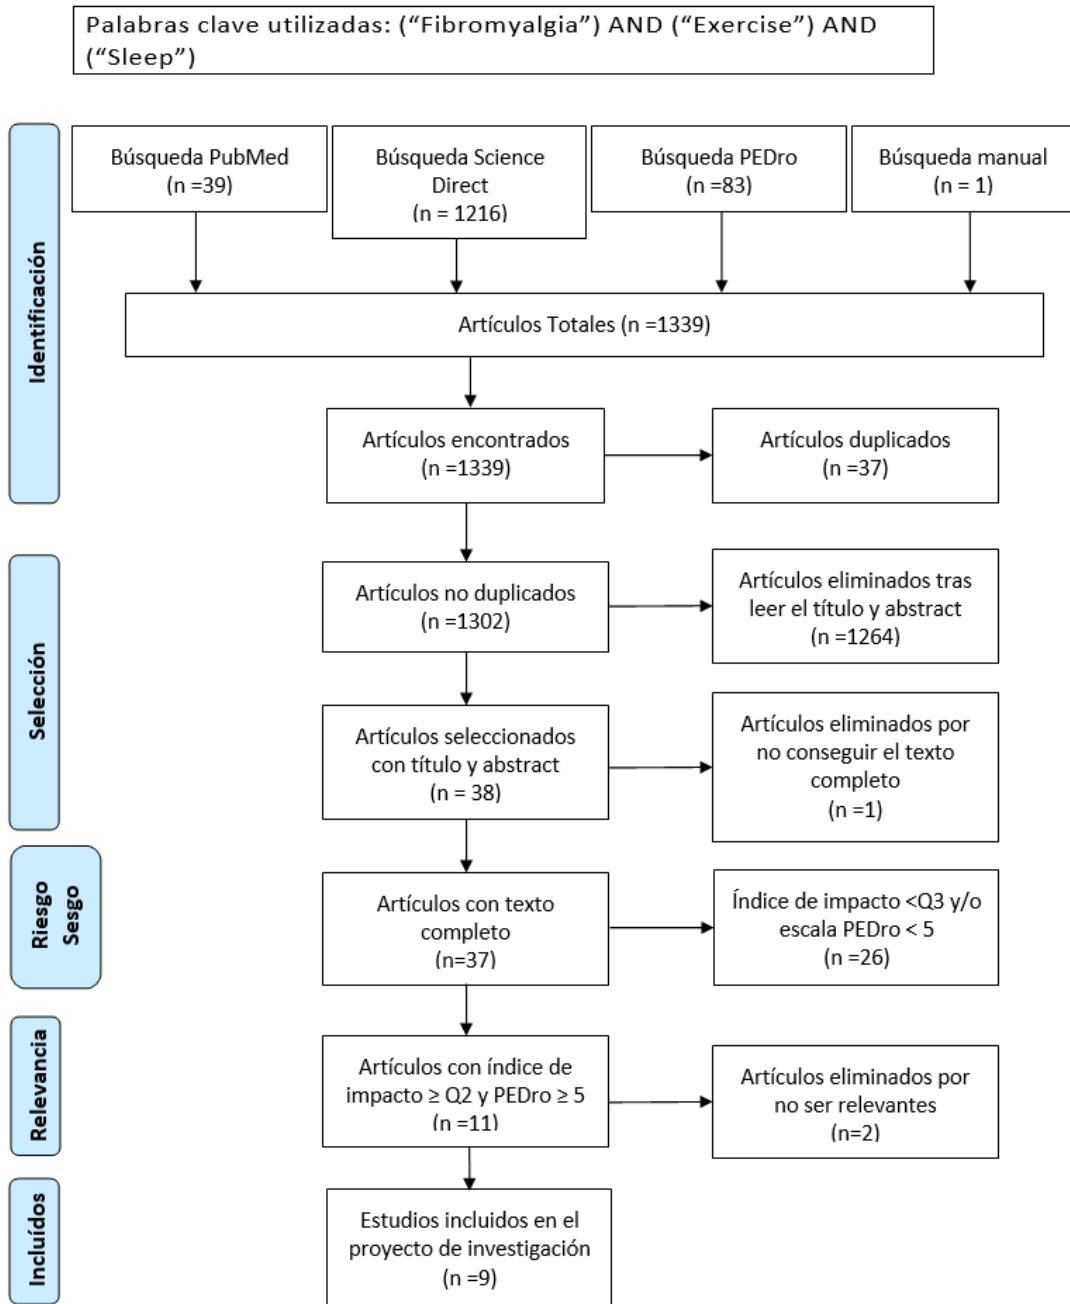 Palabras clave utilizadas: (“Fibromyalgia”) AND (“Exercise”) AND
(“Sleep”)
Identificación
Búsqueda PubMed
(n =39)
Búsqueda Science
Direct
(n = 1216)
Búsqueda PEDro
(n =83)
Búsqueda manual
(n = 1)
Artículos Totales (n =1339)
Artículos encontrados
(n =1339)
Artículos duplicados
(n =37)
Selección
Artículos no duplicados
(n =1302)
Artículos eliminados tras
leer el título y abstract
(n =1264)
Artículos seleccionados
con título y abstract
(n = 38)
Artículos eliminados por
no conseguir el texto
completo
(n =1)
Riesgo
Sesgo
Artículos con texto
completo
(n=37)
Índice de impacto <Q3 y/o
escala PEDro < 5
(n =26)
Relevancia
Artículos con índice de
impacto ≥ Q2 y PEDro ≥ 5
(n =11)
Artículos eliminados por
no ser relevantes
(n=2)
Incluídos
Estudios incluidos en el
proyecto de investigación
(n =9)